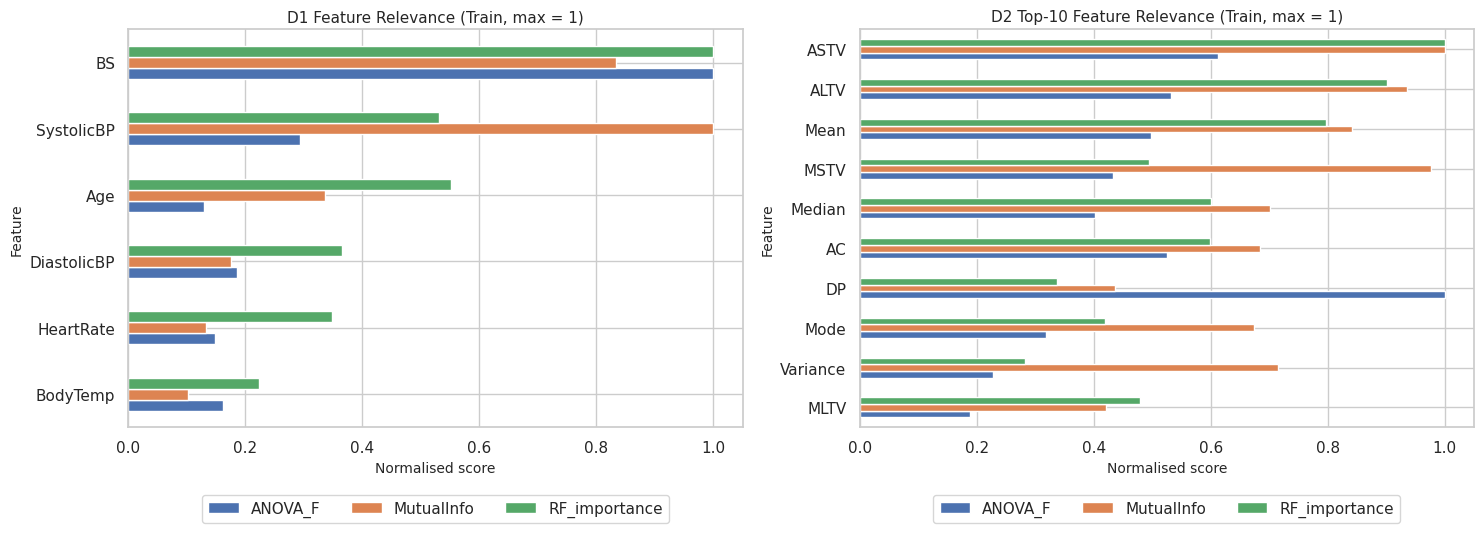 D1 Feature Relevance (Train, max = 1)
BS
SystolicBP
Age
DiastolicBP
HeartRate
BodyTemp
Feature
0.0 0.2 0.4 0.6 0.8 1.0
Normalised score
ANOVA_F MutualInfo RF_importance
D2 Top-10 Feature Relevance (Train, max = 1)
ASTV
ALTV
Mean
MSTV
Median
AC
DP
Mode
Variance
MLTV
Feature
0.0 0.2 0.4 0.6 0.8 1.0
Normalised score
ANOVA_F MutualInfo RF_importance